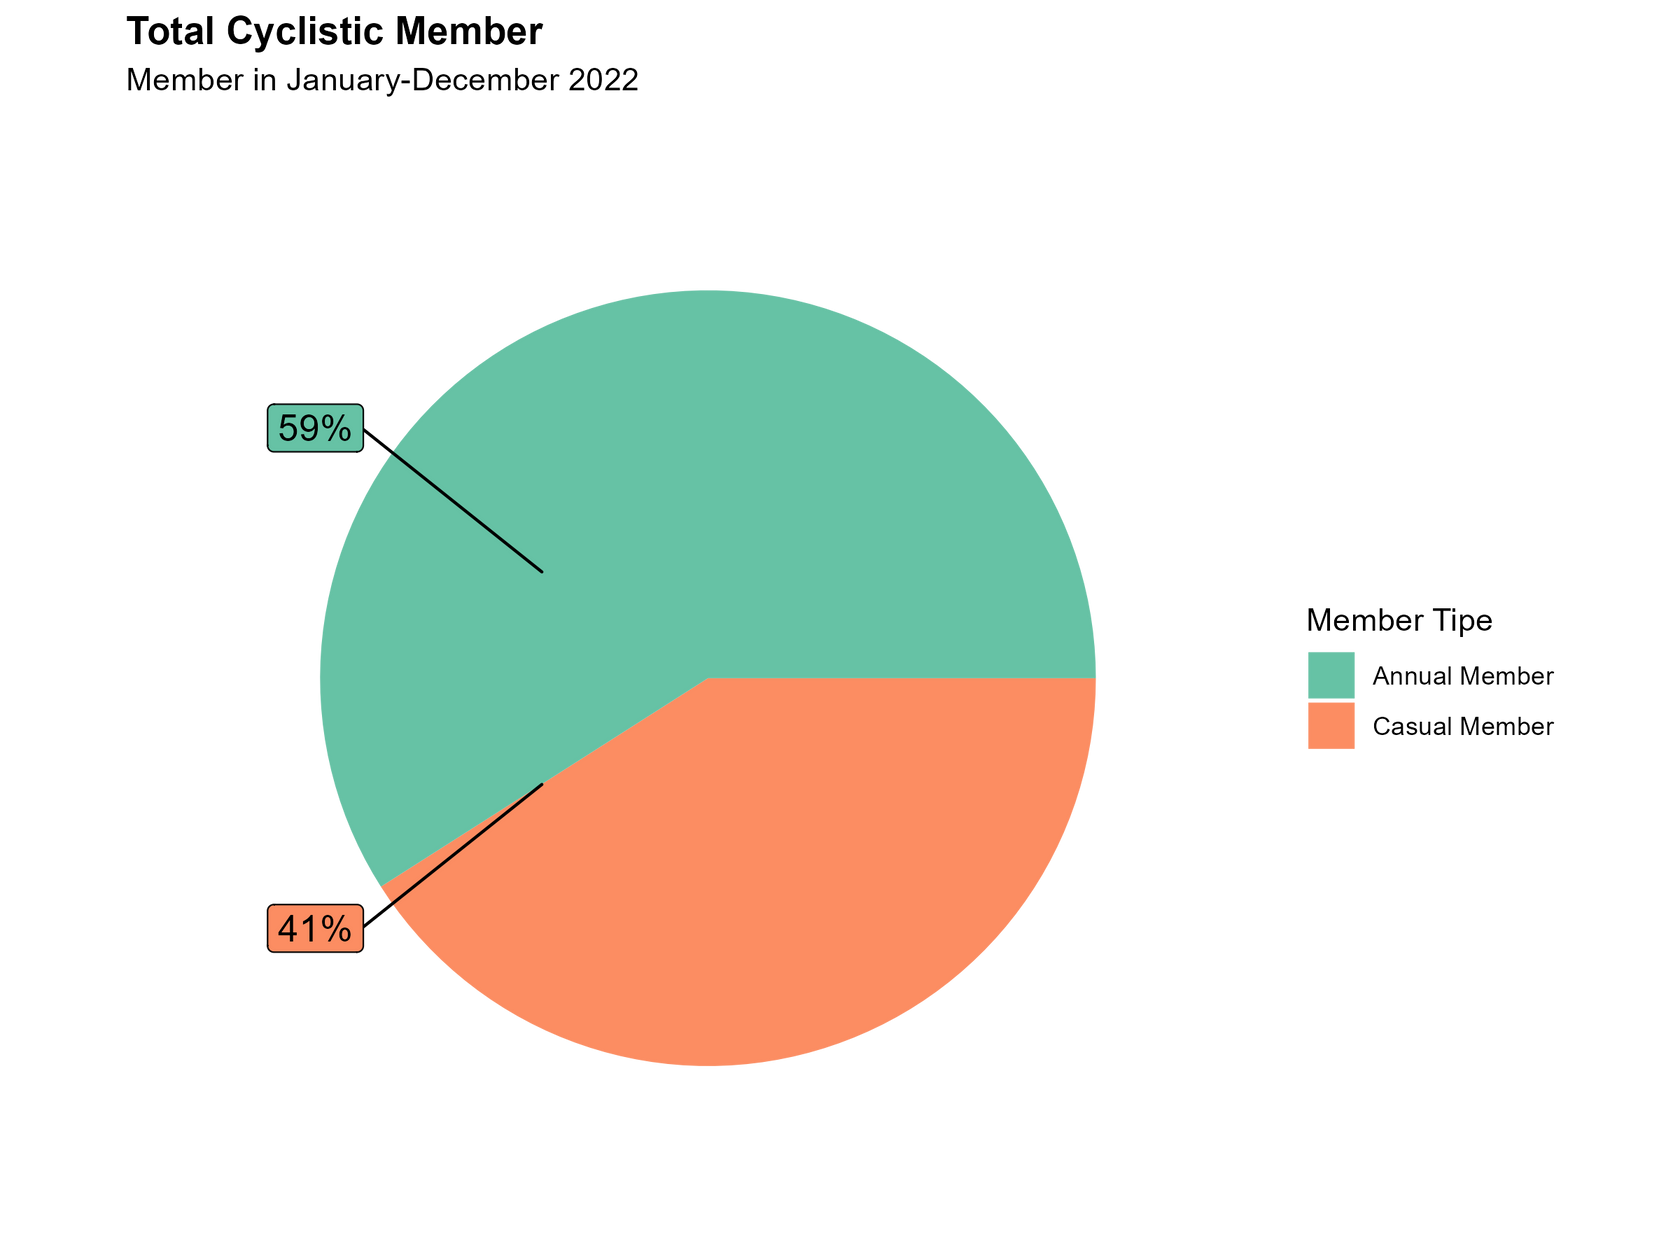 Total Cyclistic Member
Member in January-December 2022
59%
41%
Member Tipe
Annual Member
Casual Member